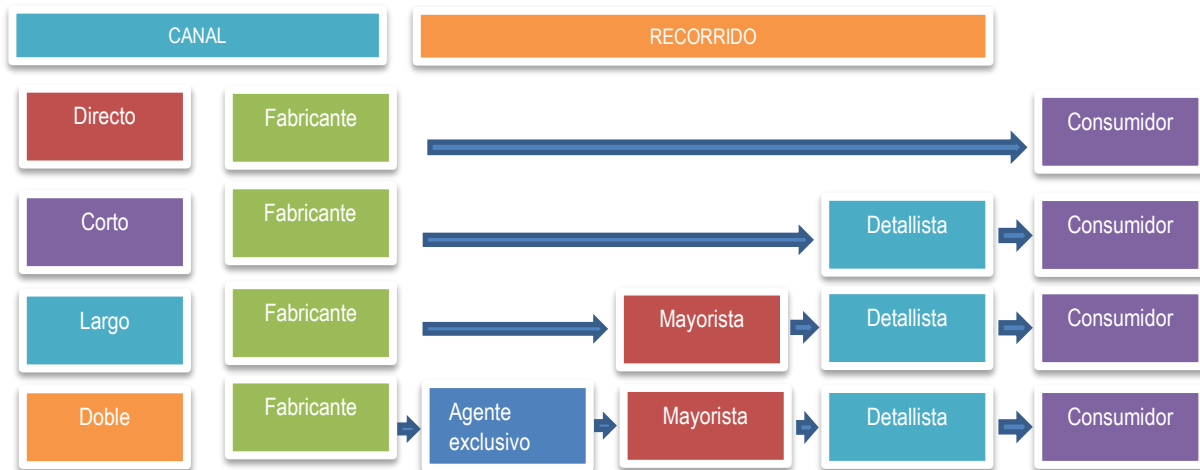 CANAL
RECORRIDO
Directo
Fabricante
Consumidor
Corto
Fabricante
Detallista
Consumidor
Largo
Fabricante
Mayorista
Detallista
Consumidor
Doble
Fabricante
Agente
exclusivo
Mayorista
Detallista
Consumidor